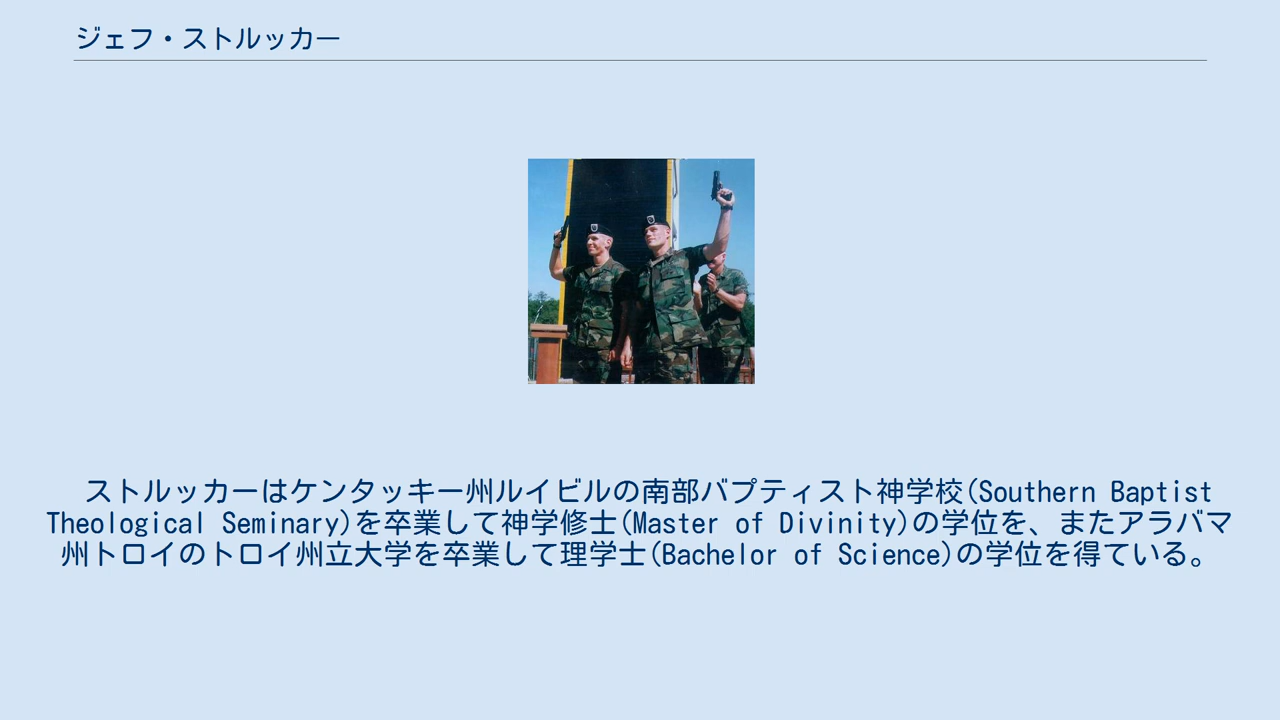 ジェフ・ストルッカー
ストルッカーはケンタッキー州ルイビルの南部バプティスト神学校(Southern Baptist
Theological Seminary)を卒業して神学修士(Master of Divinity)の学位を、またアラバマ
州トロイのトロイ州立大学を卒業して理学士(Bachelor of Science)の学位を得ている。